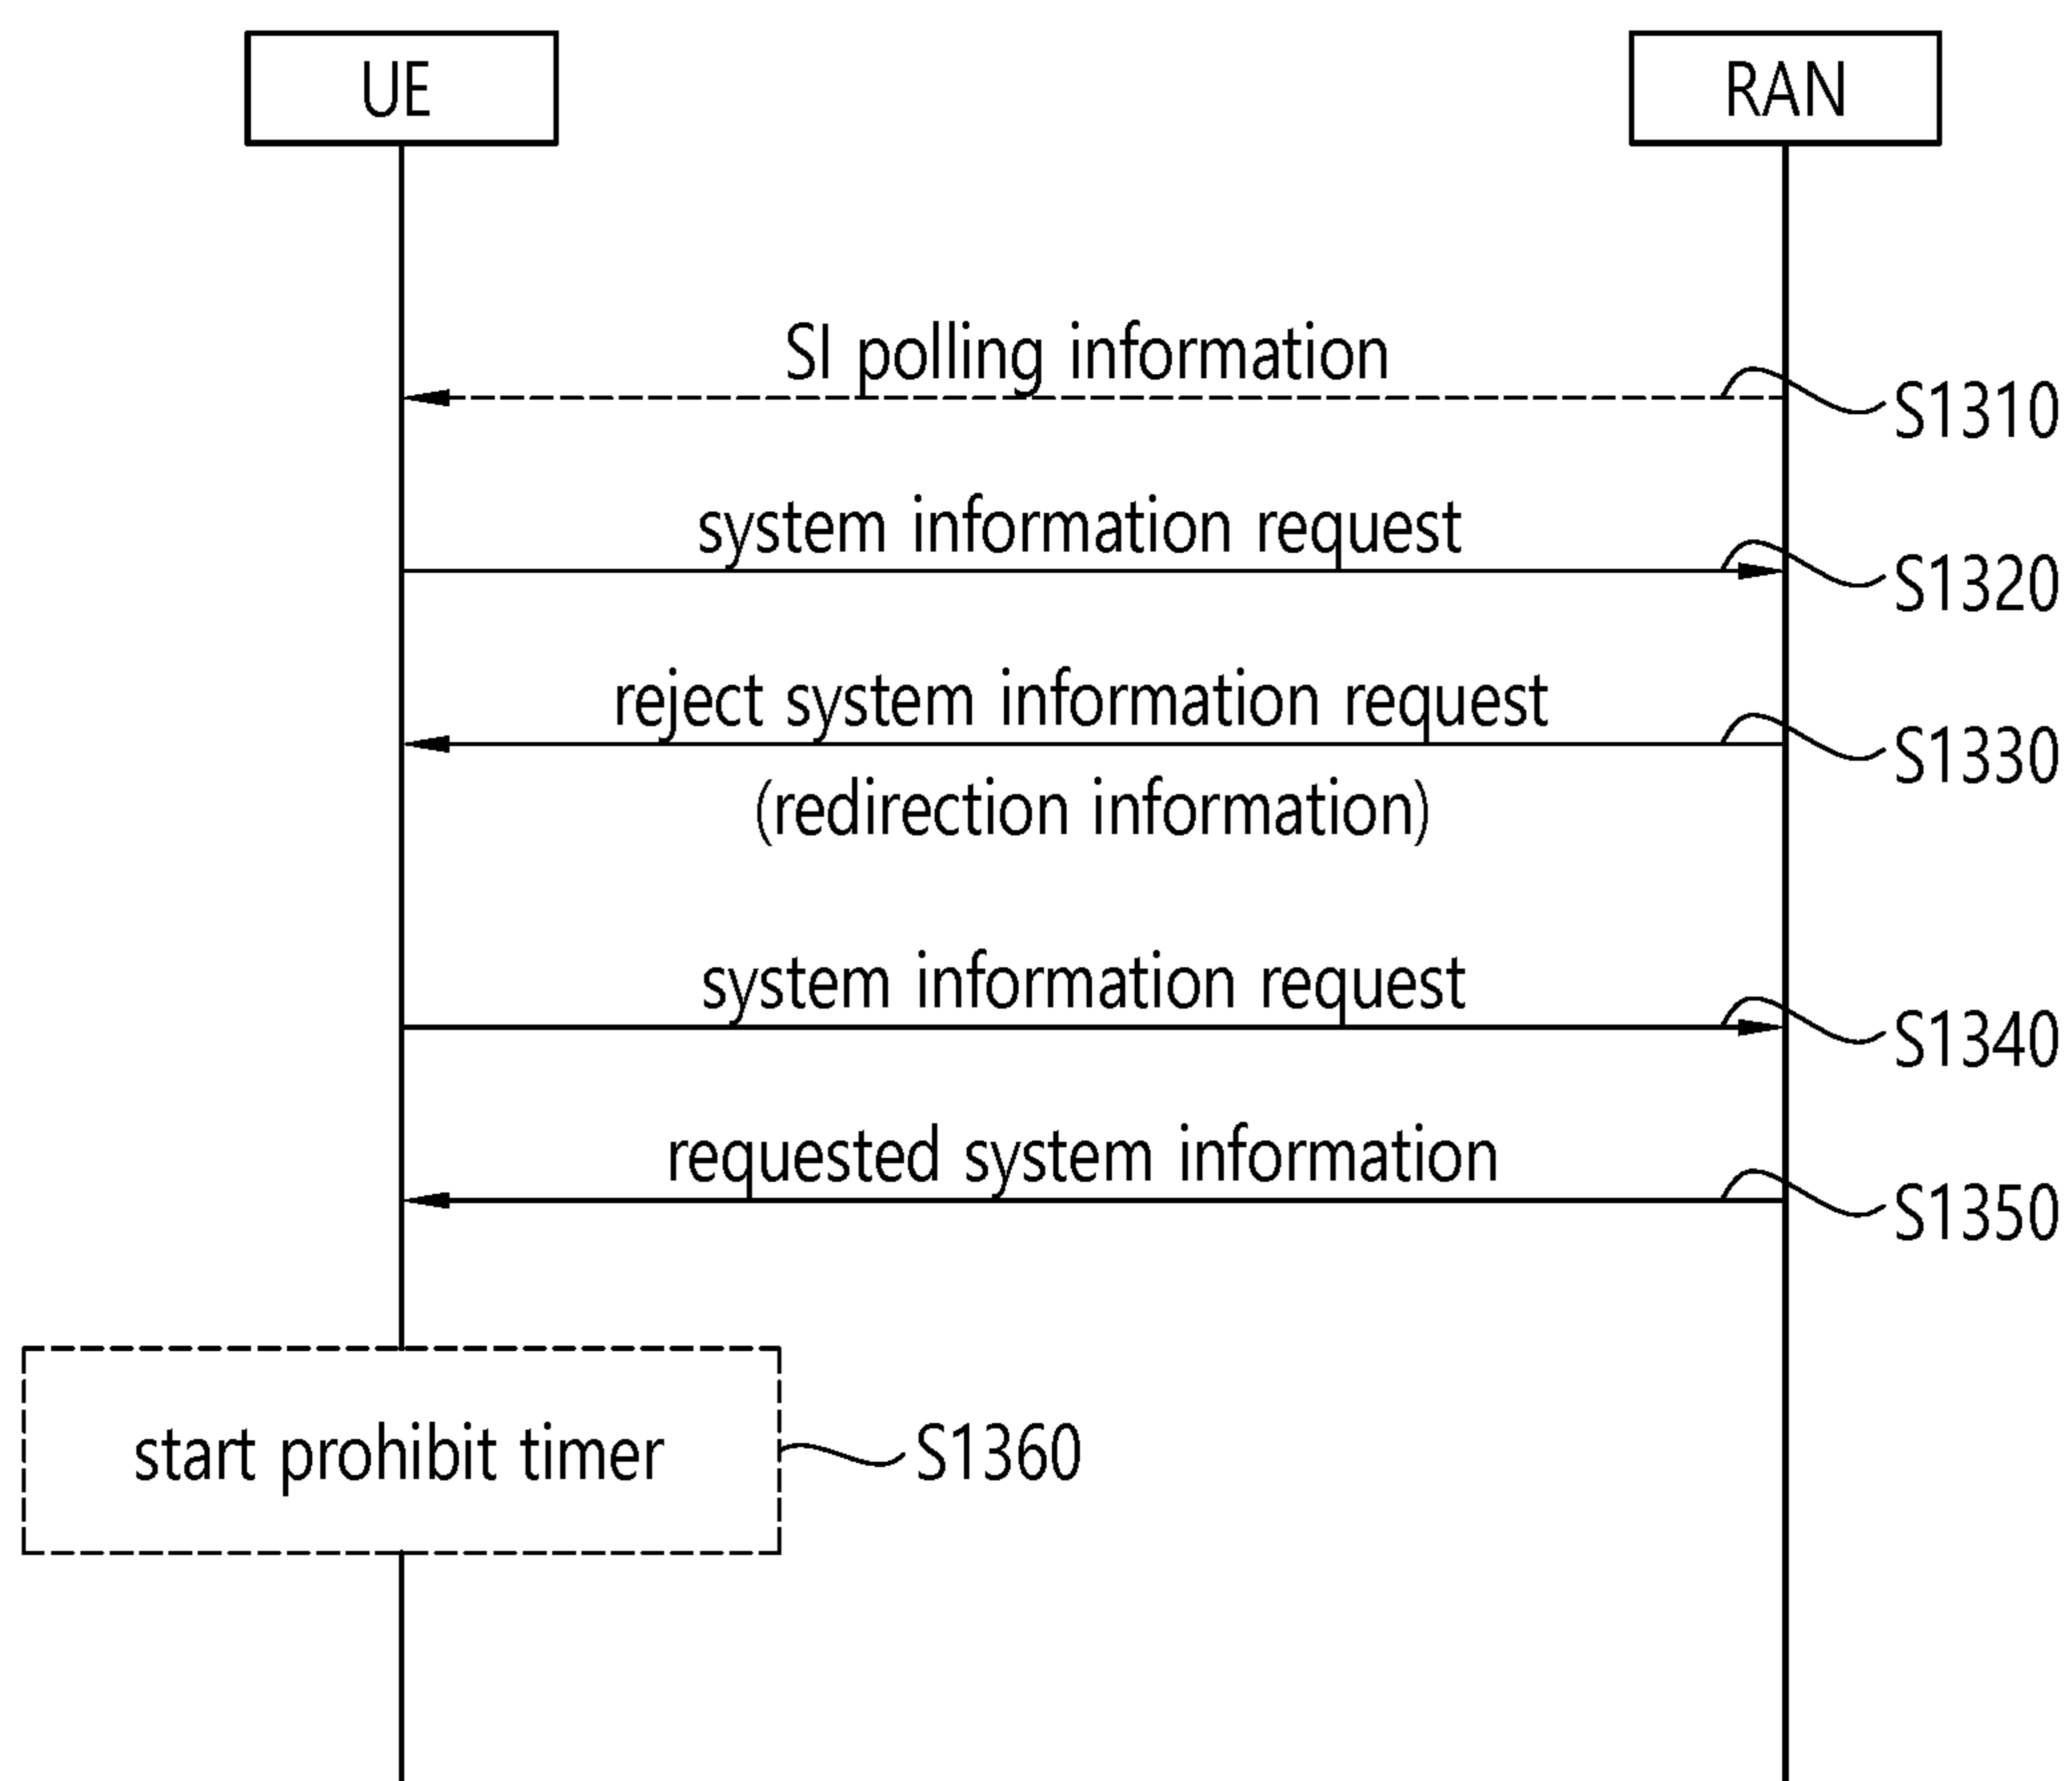 UE
RAN
SI polling information
S1310
system information request
S1320
reject system information request
S1330
(redirection information)
system information request
S1340
requested system information
S1350
start prohibit timer
S1360